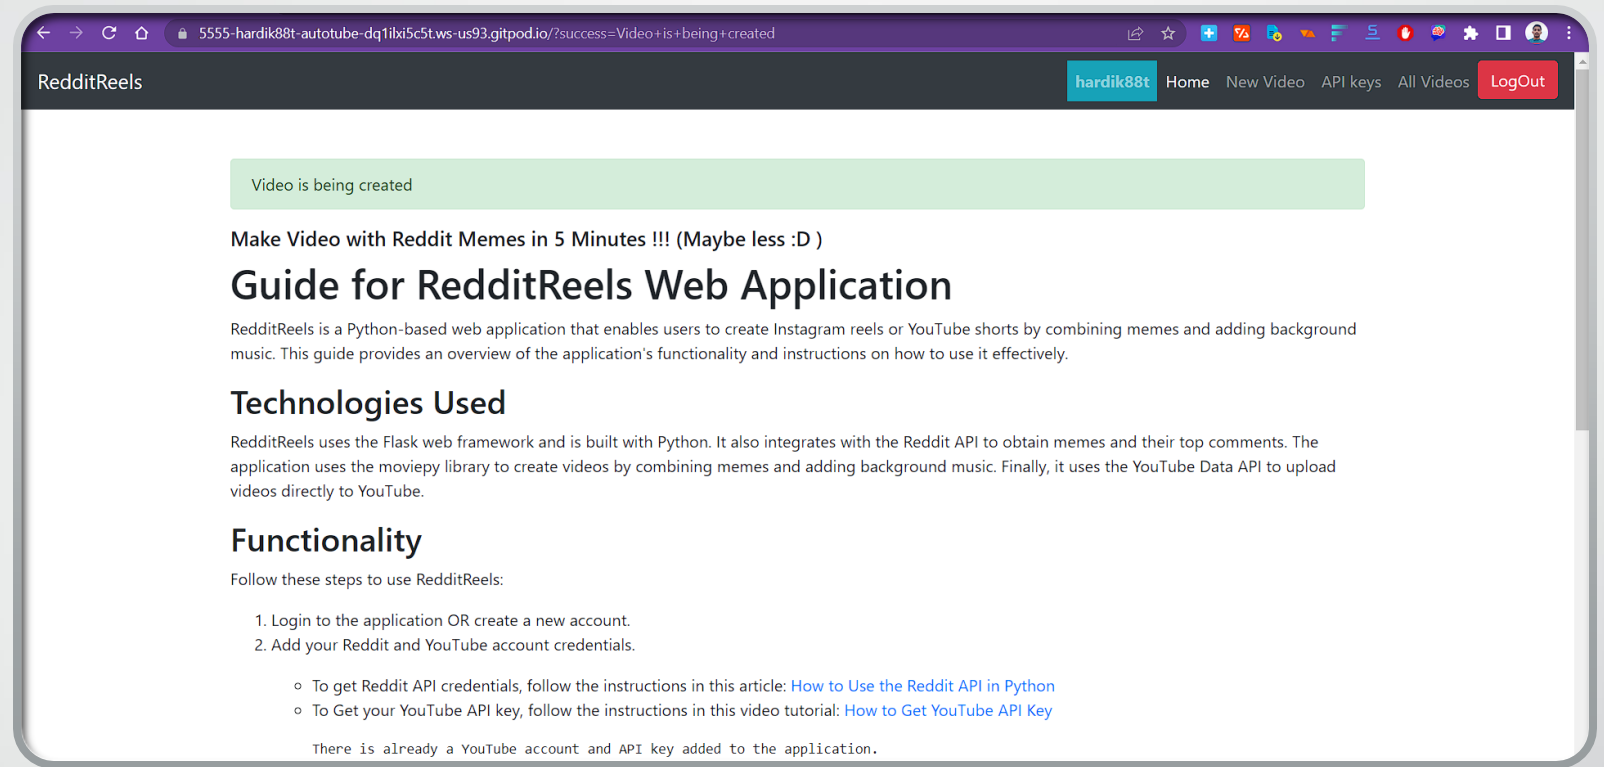 5555-hardik88t-autotube-dq1ilxi5c5t.ws-us93.gitpod.io/?success=Video+is+being+created
RedditReels
hardik88t Home New Video API keys All Videos LogOut
Video is being created
Make Video with Reddit Memes in 5 Minutes !!! (Maybe less :D )
Guide for RedditReels Web Application
RedditReels is a Python-based web application that enables users to create Instagram reels or YouTube shorts by combining memes and adding background
music. This guide provides an overview of the application's functionality and instructions on how to use it effectively.
Technologies Used
RedditReels uses the Flask web framework and is built with Python. It also integrates with the Reddit API to obtain memes and their top comments. The
application uses the moviepy library to create videos by combining memes and adding background music. Finally, it uses the YouTube Data API to upload
videos directly to YouTube.
Functionality
Follow these steps to use RedditReels:
1. Login to the application OR create a new account.
2. Add your Reddit and YouTube account credentials.
◦ To get Reddit API credentials, follow the instructions in this article: How to Use the Reddit API in Python
◦ To Get your YouTube API key, follow the instructions in this video tutorial: How to Get YouTube API Key
There is already a YouTube account and API key added to the application.